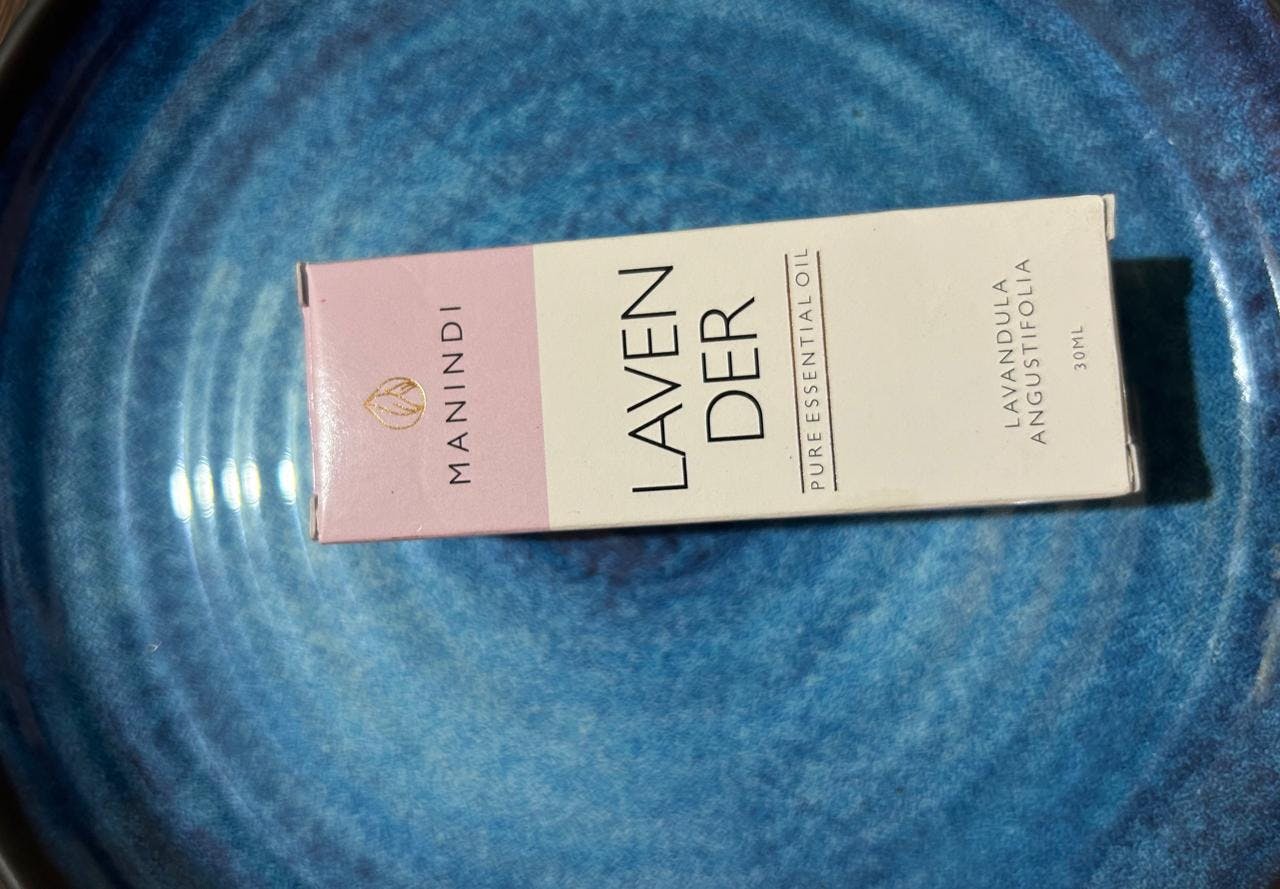 MANINDI
LAVEN
DER
PURE ESSENTIAL OIL
LAVANDULA
ANGUSTIFOLIA
30ML